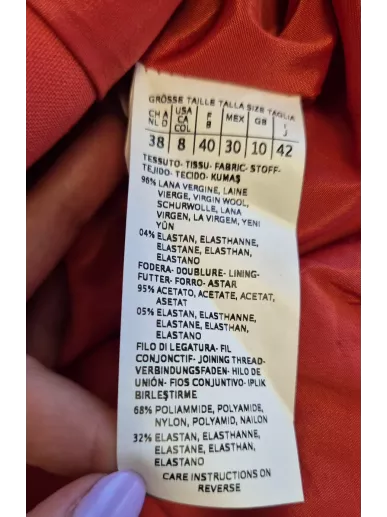 GRÖSSE TAILLE TALLA SIZE TAGLIA
USA CA COL MEX GB
38 8 40 30 10 42
TESSUTO- TISSU- FABRIC- STOFF-
TEJIDO- TECIDO- KUMAS
96% LANA VERGINE, LAINE
VIERGE, VIRGIN WOOL,
SCHURWOLLE, LANA
VIRGEN, LA VIRGEM, YENI
YÜN
04% ELASTAN, ELASTHANNE,
ELASTANE, ELASTHAN,
ELASTANO
FODERA- DOUBLURE- LINING-
FUTTER- FORRO- ASTAR
95% ACETATO, ACETATE, ACETAT,
ASETAT
05% ELASTAN, ELASTHANNE,
ELASTANE, ELASTHAN,
ELASTANO
FILO DI LEGATURA- FIL
CONJONCTIF- JOINING THREAD-
VERBINDUNGSFADEN- HILO DE
UNIÓN- FIOS CONJUNTIVO- IPLIK
BIRLEŞTIRME
68% POLIAMMIDE, POLYAMIDE,
NYLON, POLYAMID, NAILON
32% ELASTAN, ELASTHANNE,
ELASTANE, ELASTHAN,
ELASTANO
CARE INSTRUCTIONS ON
REVERSE